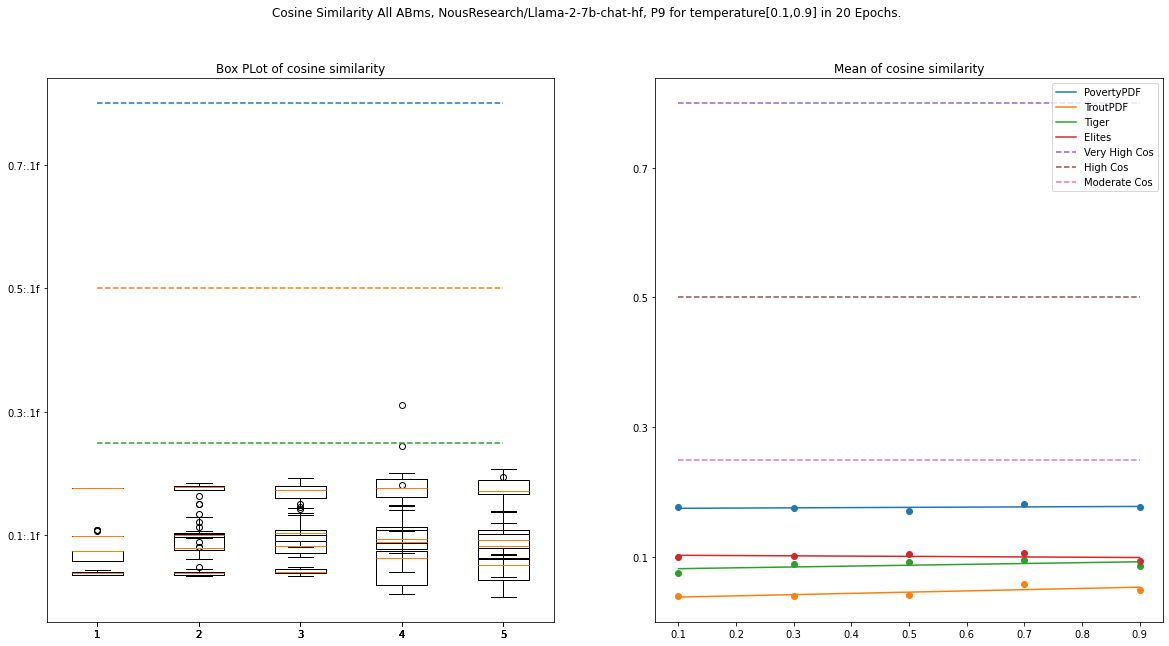 Cosine Similarity All ABms, NousResearch/Llama-2-7b-chat-hf, P9 for temperature[0.1,0.9] in 20 Epochs.
Box PLot of cosine similarity
0.7:.1f
0.5:.1f
0.3:.1f
0.1:.1f
1 2 3 4 5
Mean of cosine similarity
PovertyPDF
TroutPDF
Tiger
Elites
Very High Cos
High Cos
Moderate Cos
0.7
0.5
0.3
0.1
0.1 0.2 0.3 0.4 0.5 0.6 0.7 0.8 0.9